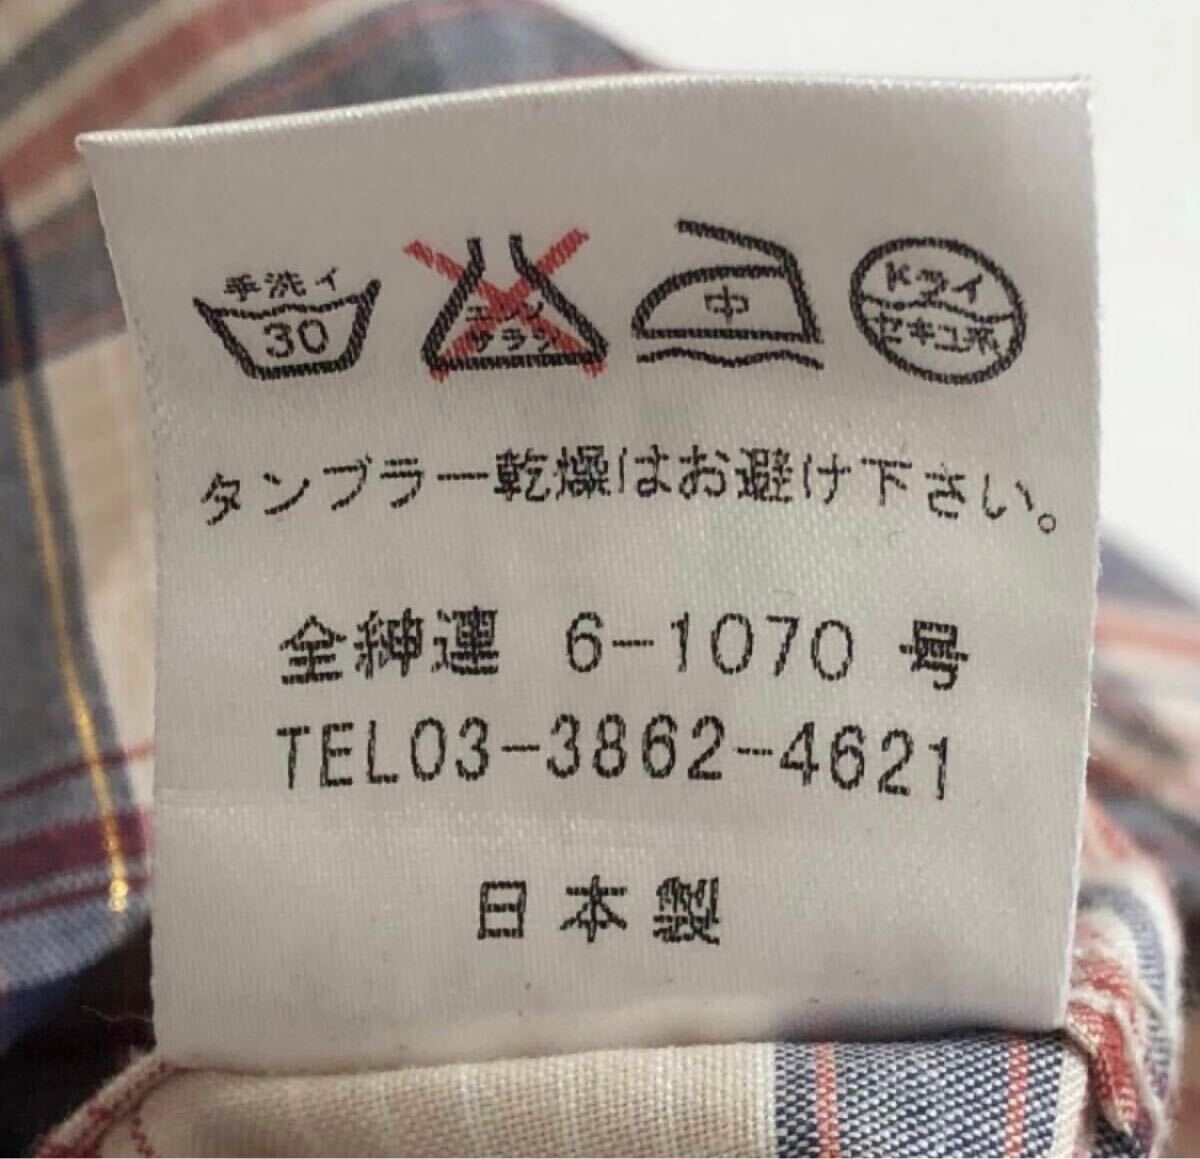 手洗イ
30
エンソ
サラシ
中
ドライ
セキユ系
タンブラー乾燥はお避け下さい。
全紳連 6-1070 号
TEL03-3862-4621
日本製